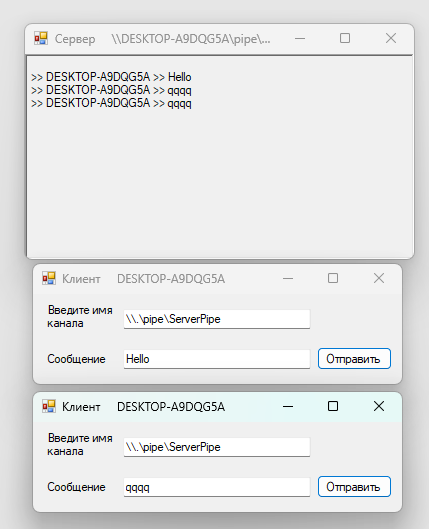 Сервер \\DESKTOP-A9DQG5A\pipe\...
>> DESKTOP-A9DQG5A >> Hello
>> DESKTOP-A9DQG5A >> qqqq
>> DESKTOP-A9DQG5A >> qqqq
Клиент DESKTOP-A9DQG5A
Введите имя
канала
\\.\pipe\ServerPipe
Сообщение Hello Отправить
Клиент DESKTOP-A9DQG5A
Введите имя
канала
\\.\pipe\ServerPipe
Сообщение qqqq Отправить